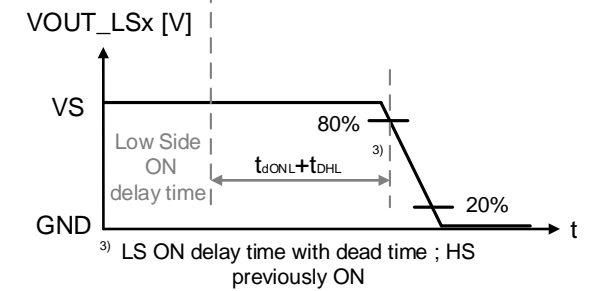 VOUT_LSx [V]
VS
80%
Low Side
ON
delay time
3)
tdONL+tDHL
20%
GND
t
3) LS ON delay time with dead time ; HS
previously ON